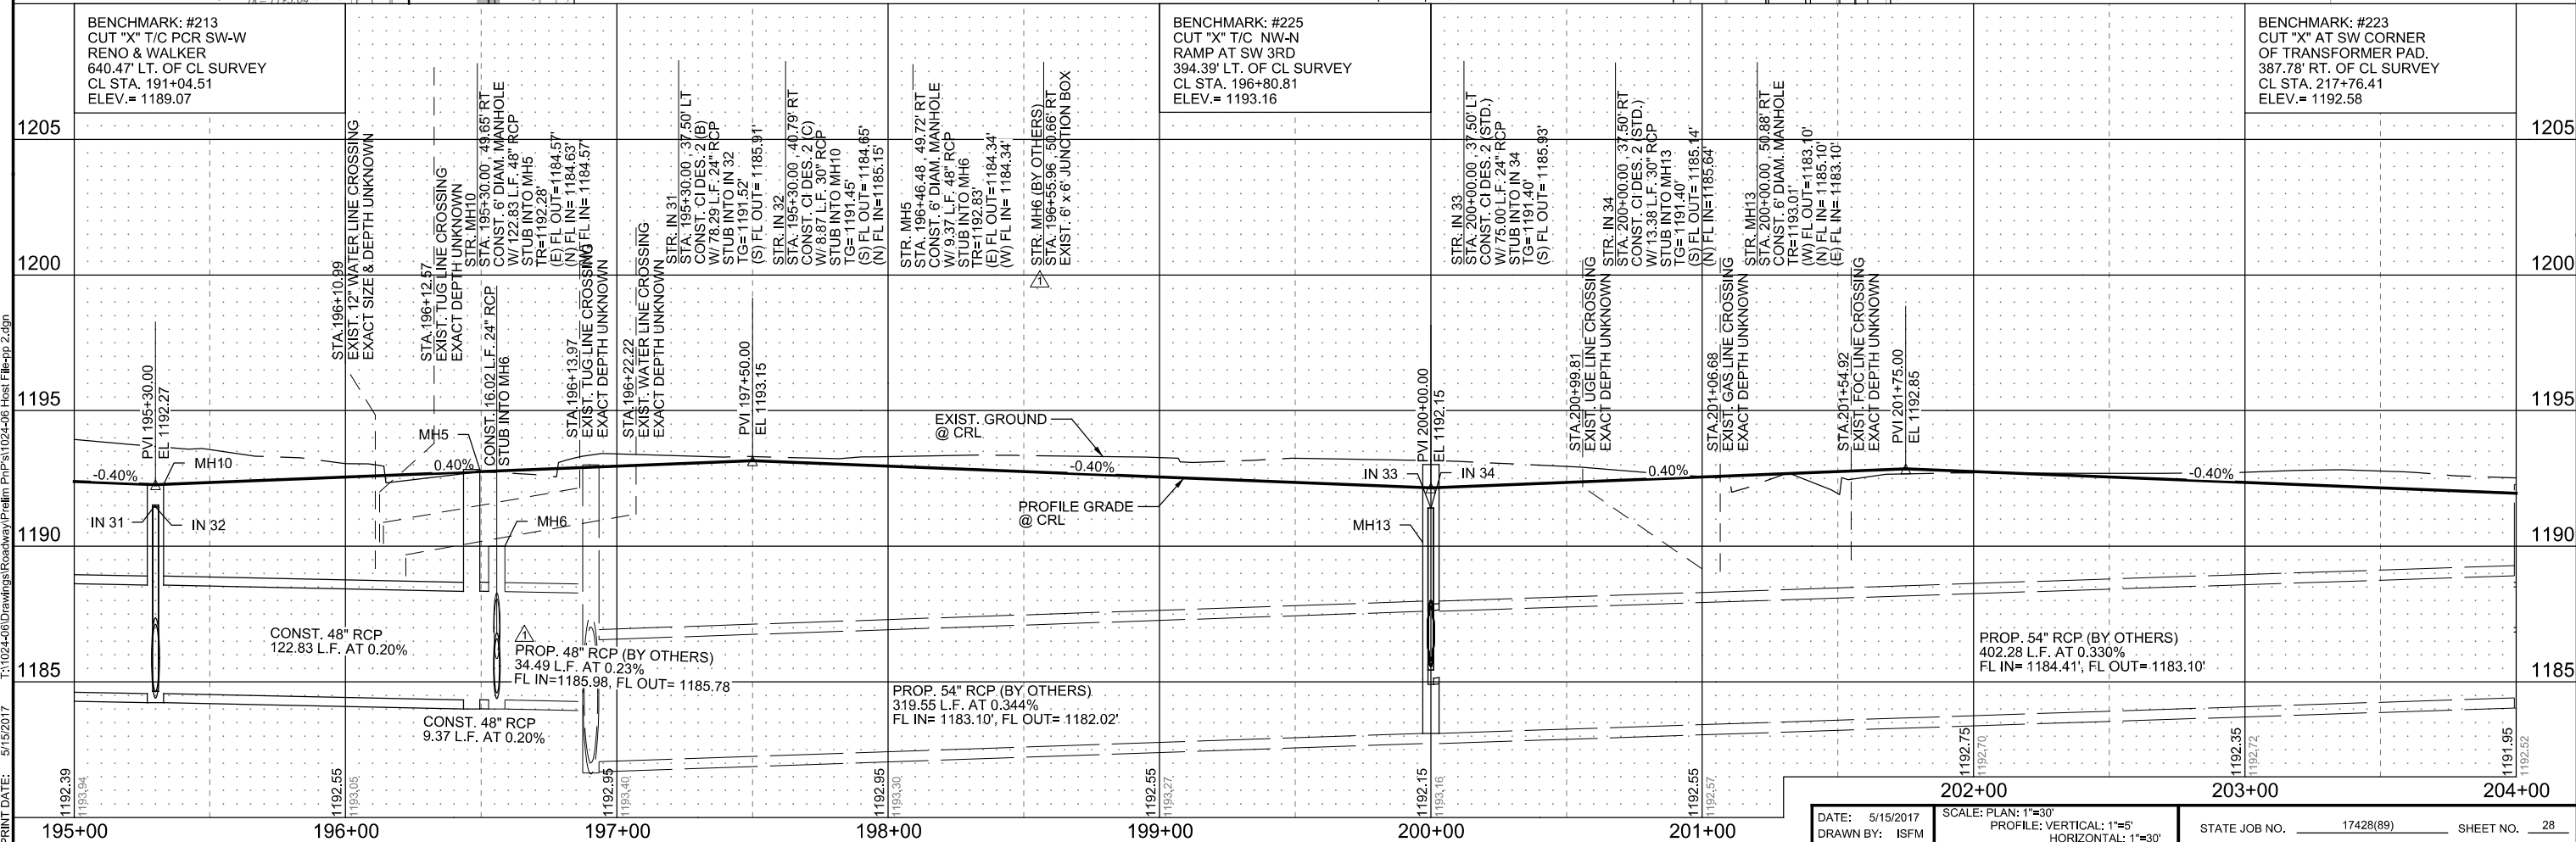 BENCHMARK: #213
CUT "X" T/C PCR SW-W
RENO & WALKER
640.47' LT. OF CL SURVEY
CL STA. 191+04.51
ELEV.= 1189.07
BENCHMARK: #225
CUT "X" T/C NW-N
RAMP AT SW 3RD
394.39' LT. OF CL SURVEY
CL STA. 196+80.81
ELEV.= 1193.16
BENCHMARK: #223
CUT "X" AT SW CORNER
OF TRANSFORMER PAD.
387.78' RT. OF CL SURVEY
CL STA. 217+76.41
ELEV.= 1192.58
1205
1200
1195
1190
1185
1205
1200
1195
1190
1185
PVI 195+30.00
EL 1192.27
STA.196+10.99
EXIST. 12" WATER LINE CROSSING
EXACT SIZE & DEPTH UNKNOWN
STA.196+12.57
EXIST. TUG LINE CROSSING
EXACT DEPTH UNKNOWN
STR. MH10
STA. 195+30.00 , 49.65' RT
CONST. 6' DIAM. MANHOLE
W/ 122.83 L.F. 48" RCP
STUB INTO MH5
TR=1192.28'
(E) FL OUT=1184.57'
(N) FL IN= 1184.63'
(W) FL IN= 1184.57'
CONST. 16.02 L.F. 24" RCP
STUB INTO MH6
STA.196+13.97
EXIST. TUG LINE CROSSING
EXACT DEPTH UNKNOWN
STA.196+22.22
EXIST. WATER LINE CROSSING
EXACT DEPTH UNKNOWN
STR. IN 31
STA. 195+30.00 , 37.50' LT
CONST. CI DES. 2 (B)
W/ 78.29 L.F. 24" RCP
STUB INTO IN 32
TG= 1191.52'
(S) FL OUT= 1185.91'
STR. IN 32
STA. 195+30.00 , 40.79' RT
CONST. CI DES. 2 (C)
W/ 8.87 L.F. 30" RCP
STUB INTO MH10
TG= 1191.45'
(S) FL OUT= 1184.65'
(N) FL IN=1185.15'
PVI 197+50.00
EL 1193.15
STR. MH5
STA. 196+46.48 , 49.72' RT
CONST. 6' DIAM. MANHOLE
W/ 9.37 L.F. 48" RCP
STUB INTO MH6
TR=1192.83'
(E) FL OUT=1184.34'
(W) FL IN= 1184.34'
STR. MH6 (BY OTHERS)
STA. 196+55.96 , 50.66' RT
EXIST. 6' x 6' JUNCTION BOX
1
STR. IN 33
STA. 200+00.00 , 37.50' LT
CONST. CI DES. 2 (STD.)
W/ 75.00 L.F. 24" RCP
STUB INTO IN 34
TG= 1191.40'
(S) FL OUT= 1185.93'
STR. IN 34
STA. 200+00.00 , 37.50' RT
CONST. CI DES. 2 (STD.)
W/ 13.38 L.F. 30" RCP
STUB INTO MH13
TG= 1191.40'
(S) FL OUT= 1185.14'
(N) FL IN=1185.64'
STR. MH13
STA. 200+00.00 , 50.88' RT
CONST. 6' DIAM. MANHOLE
TR=1193.01'
(W) FL OUT=1183.10'
(N) FL IN= 1185.10'
(E) FL IN= 1183.10'
PVI 200+00.00
EL 1192.15
STA.200+99.81
EXIST. UGE LINE CROSSING
EXACT DEPTH UNKNOWN
STA.201+06.68
EXIST. GAS LINE CROSSING
EXACT DEPTH UNKNOWN
STA.201+54.92
EXIST. FOC LINE CROSSING
EXACT DEPTH UNKNOWN
PVI 201+75.00
EL 1192.85
EXIST. GROUND
@ CRL
PROFILE GRADE
@ CRL
-0.40%
0.40%
-0.40%
0.40%
-0.40%
MH10
MH5
IN 31
IN 32
MH6
IN 33
IN 34
MH13
CONST. 48" RCP
122.83 L.F. AT 0.20%
CONST. 48" RCP
9.37 L.F. AT 0.20%
1
PROP. 48" RCP (BY OTHERS)
34.49 L.F. AT 0.23%
FL IN=1185.98, FL OUT= 1185.78
PROP. 54" RCP (BY OTHERS)
319.55 L.F. AT 0.344%
FL IN= 1183.10', FL OUT= 1182.02'
PROP. 54" RCP (BY OTHERS)
402.28 L.F. AT 0.330%
FL IN= 1184.41', FL OUT= 1183.10'
1192.39
1193.94
1192.55
1193.05
1192.95
1193.40
1192.95
1193.30
1192.55
1193.27
1192.15
1193.16
1192.55
1192.57
1192.75
1192.70
1192.35
1192.72
1191.95
1192.52
195+00
196+00
197+00
198+00
199+00
200+00
201+00
202+00
203+00
204+00
PRINT DATE: 5/15/2017
T:\1024-06\Drawings\Roadway\Prelim PnP's\1024-06 Host File-pp 2.dgn
DATE: 5/15/2017
DRAWN BY: ISFM
SCALE: PLAN: 1"=30'
PROFILE: VERTICAL: 1"=5'
HORIZONTAL: 1"=30'
STATE JOB NO. 17428(89) SHEET NO. 28